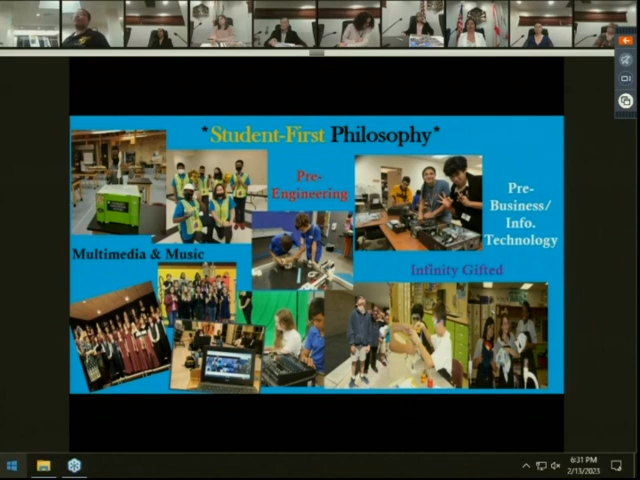 *Student-First Philosophy*
Pre-
Engineering
Pre-
Business/
Info.
Technology
Multimedia & Music
Infinity Gifted
6:31 PM
2/13/2023